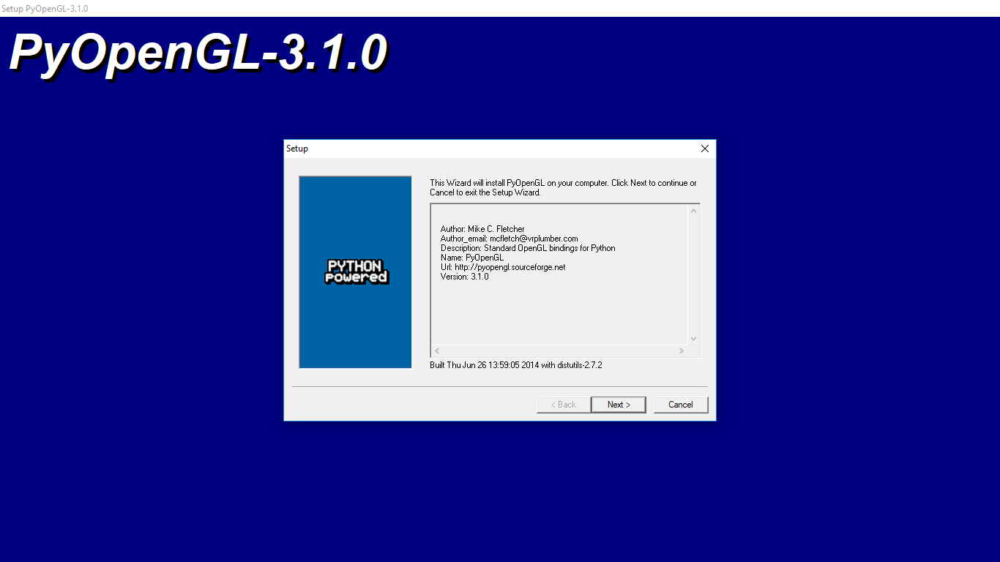 Setup PyOpenGL-3.1.0
PyOpenGL-3.1.0
Setup
This Wizard will install PyOpenGL on your computer. Click Next to continue or
Cancel to exit the Setup Wizard.
PYTHON
powered
Author: Mike C. Fletcher
Author_email: mcfletch@vrplumber.com
Description: Standard OpenGL bindings for Python
Name: PyOpenGL
Url: http://pyopengl.sourceforge.net
Version: 3.1.0
Built Thu Jun 26 13:59:05 2014 with distutils-2.7.2
< Back
Next >
Cancel